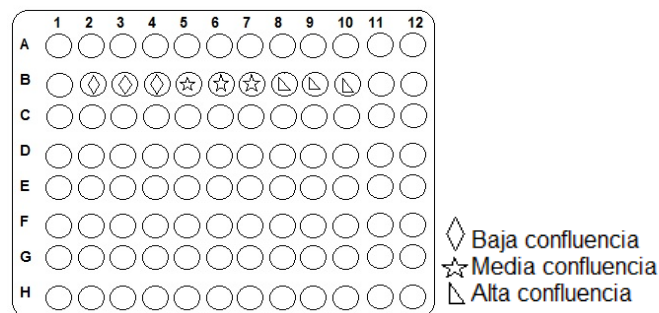 1 2 3 4 5 6 7 8 9 10 11 12
A
B
C
D
E
F
G
H
Baja confluencia
Media confluencia
Alta confluencia